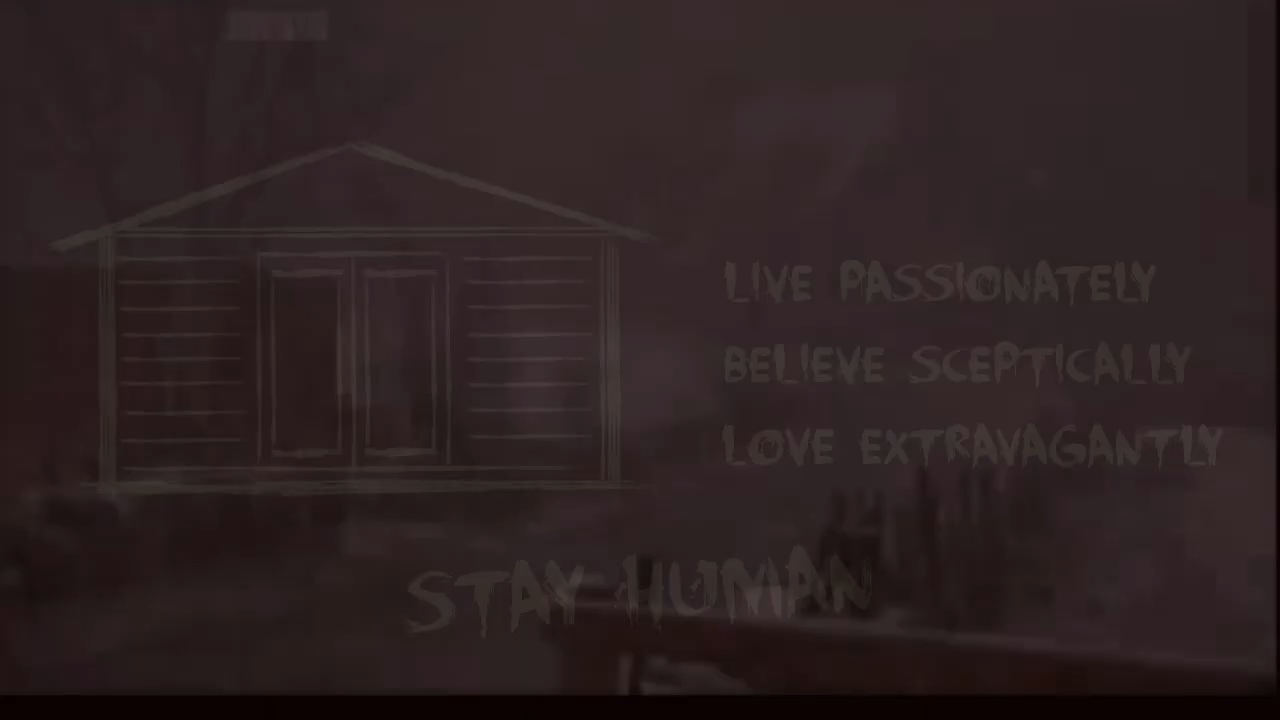 LIVE PASSIONATELY
BELIEVE SCEPTICALLY
LOVE EXTRAVAGANTLY
STAY HUMAN